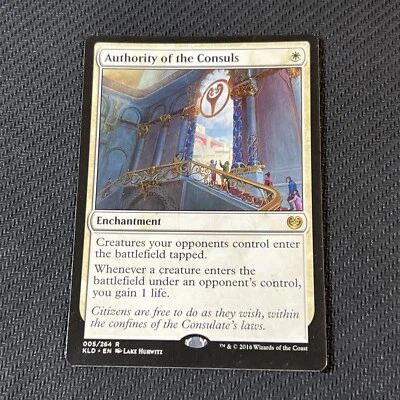 Authority of the Consuls
Enchantment
Creatures your opponents control enter
the battlefield tapped.
Whenever a creature enters the
battlefield under an opponent's control,
you gain 1 life.
Citizens are free to do as they wish, within
the confines of the Consulate's laws.
005/264 R
KLD • EN Lake Hurwitz
™ & © 2016 Wizards of the Coast